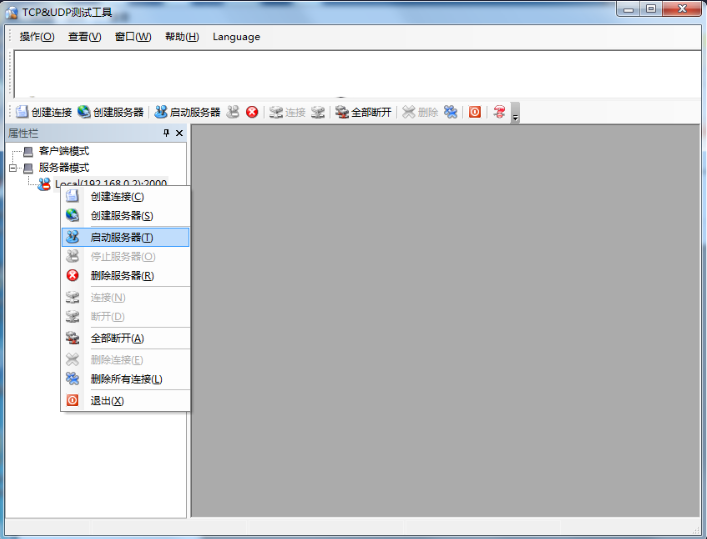 TCP&UDP测试工具
操作(O) 查看(V) 窗口(W) 帮助(H) Language
创建连接 创建服务器 启动服务器 连接 全部断开 删除
属性栏
客户端模式
服务器模式
Local(192.168.0.2):2000
创建连接(C)
创建服务器(S)
启动服务器(T)
停止服务器(O)
删除服务器(R)
连接(N)
断开(D)
全部断开(A)
删除连接(E)
删除所有连接(L)
退出(X)